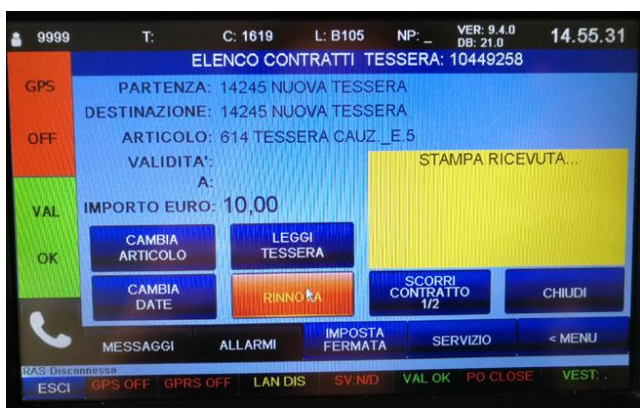 9999 T: C: 1619 L: B105 NP: _ VER: 9.4.0 DB: 21.0 14.55.31
ELENCO CONTRATTI TESSERA: 10449258
GPS
OFF
VAL
OK
PARTENZA: 14245 NUOVA TESSERA
DESTINAZIONE: 14245 NUOVA TESSERA
ARTICOLO: 614 TESSERA CAUZ._E.5
VALIDITA':
A:
IMPORTO EURO: 10,00
STAMPA RICEVUTA...
CAMBIA ARTICOLO
LEGGI TESSERA
CAMBIA DATE
RINNOVA
SCORRI CONTRATTO 1/2
CHIUDI
MESSAGGI
ALLARMI
IMPOSTA FERMATA
SERVIZIO
< MENU
RAS Disconnesso
ESCI GPS OFF GPRS OFF LAN DIS SV:N/D VAL OK PO CLOSE VEST: .